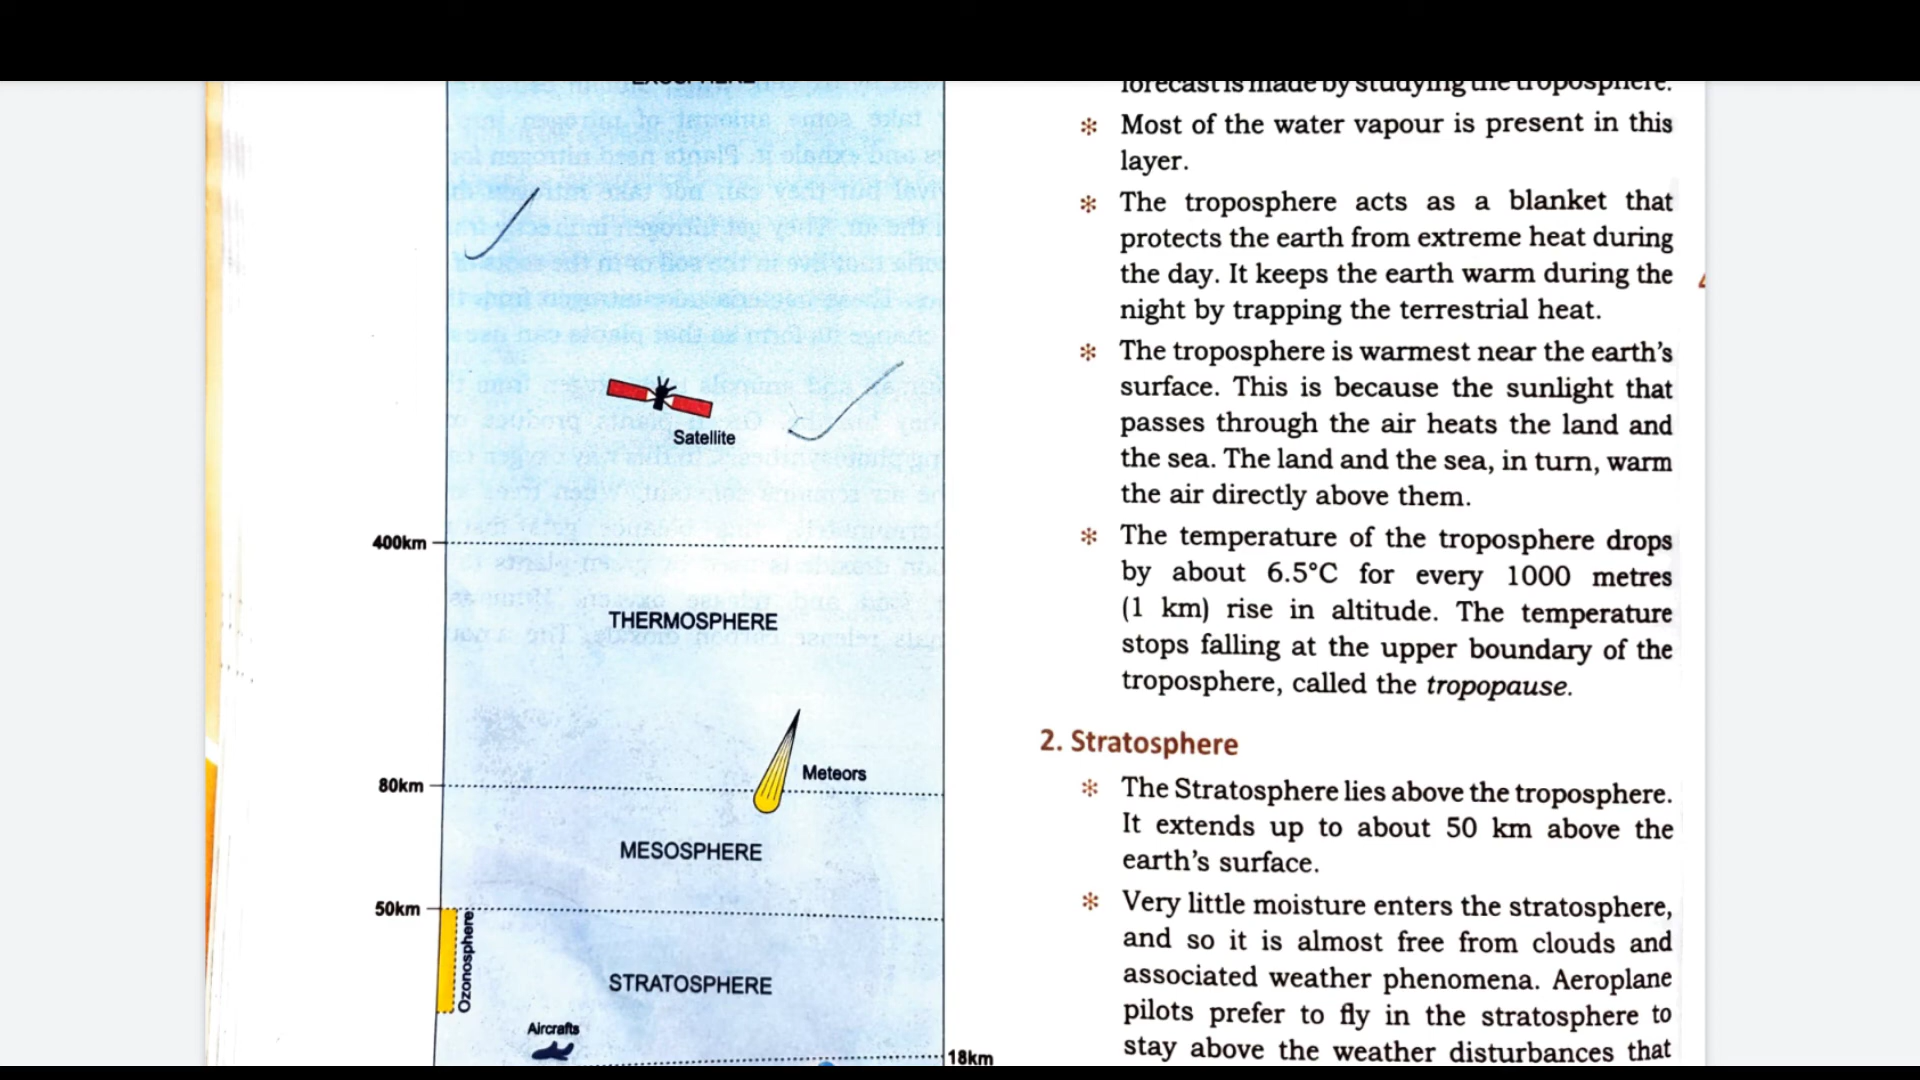 EXOSPHERE
Satellite
400km
THERMOSPHERE
Meteors
80km
MESOSPHERE
50km
Ozonosphere
STRATOSPHERE
Aircrafts
18km
forecast is made by studying the troposphere.
* Most of the water vapour is present in this
layer.
* The troposphere acts as a blanket that
protects the earth from extreme heat during
the day. It keeps the earth warm during the
night by trapping the terrestrial heat.
* The troposphere is warmest near the earth's
surface. This is because the sunlight that
passes through the air heats the land and
the sea. The land and the sea, in turn, warm
the air directly above them.
* The temperature of the troposphere drops
by about 6.5°C for every 1000 metres
(1 km) rise in altitude. The temperature
stops falling at the upper boundary of the
troposphere, called the tropopause.
2. Stratosphere
* The Stratosphere lies above the troposphere.
It extends up to about 50 km above the
earth's surface.
* Very little moisture enters the stratosphere,
and so it is almost free from clouds and
associated weather phenomena. Aeroplane
pilots prefer to fly in the stratosphere to
stay above the weather disturbances that